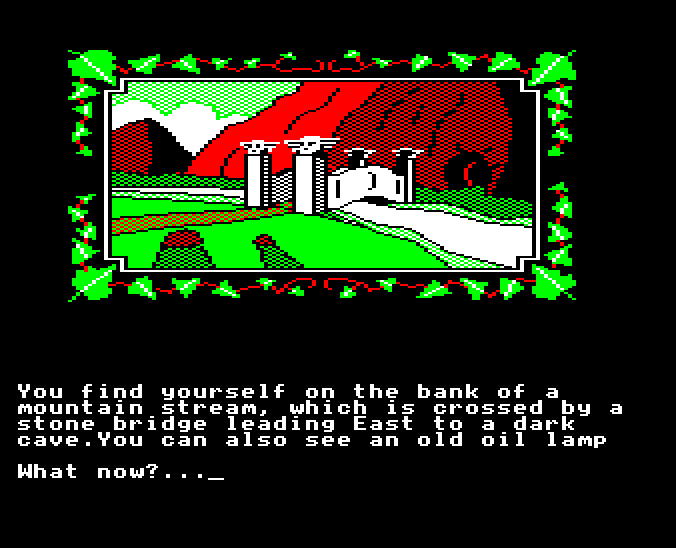 You find yourself on the bank of a
mountain stream, which is crossed by a
stone bridge leading East to a dark
cave.You can also see an old oil lamp
What now?..._